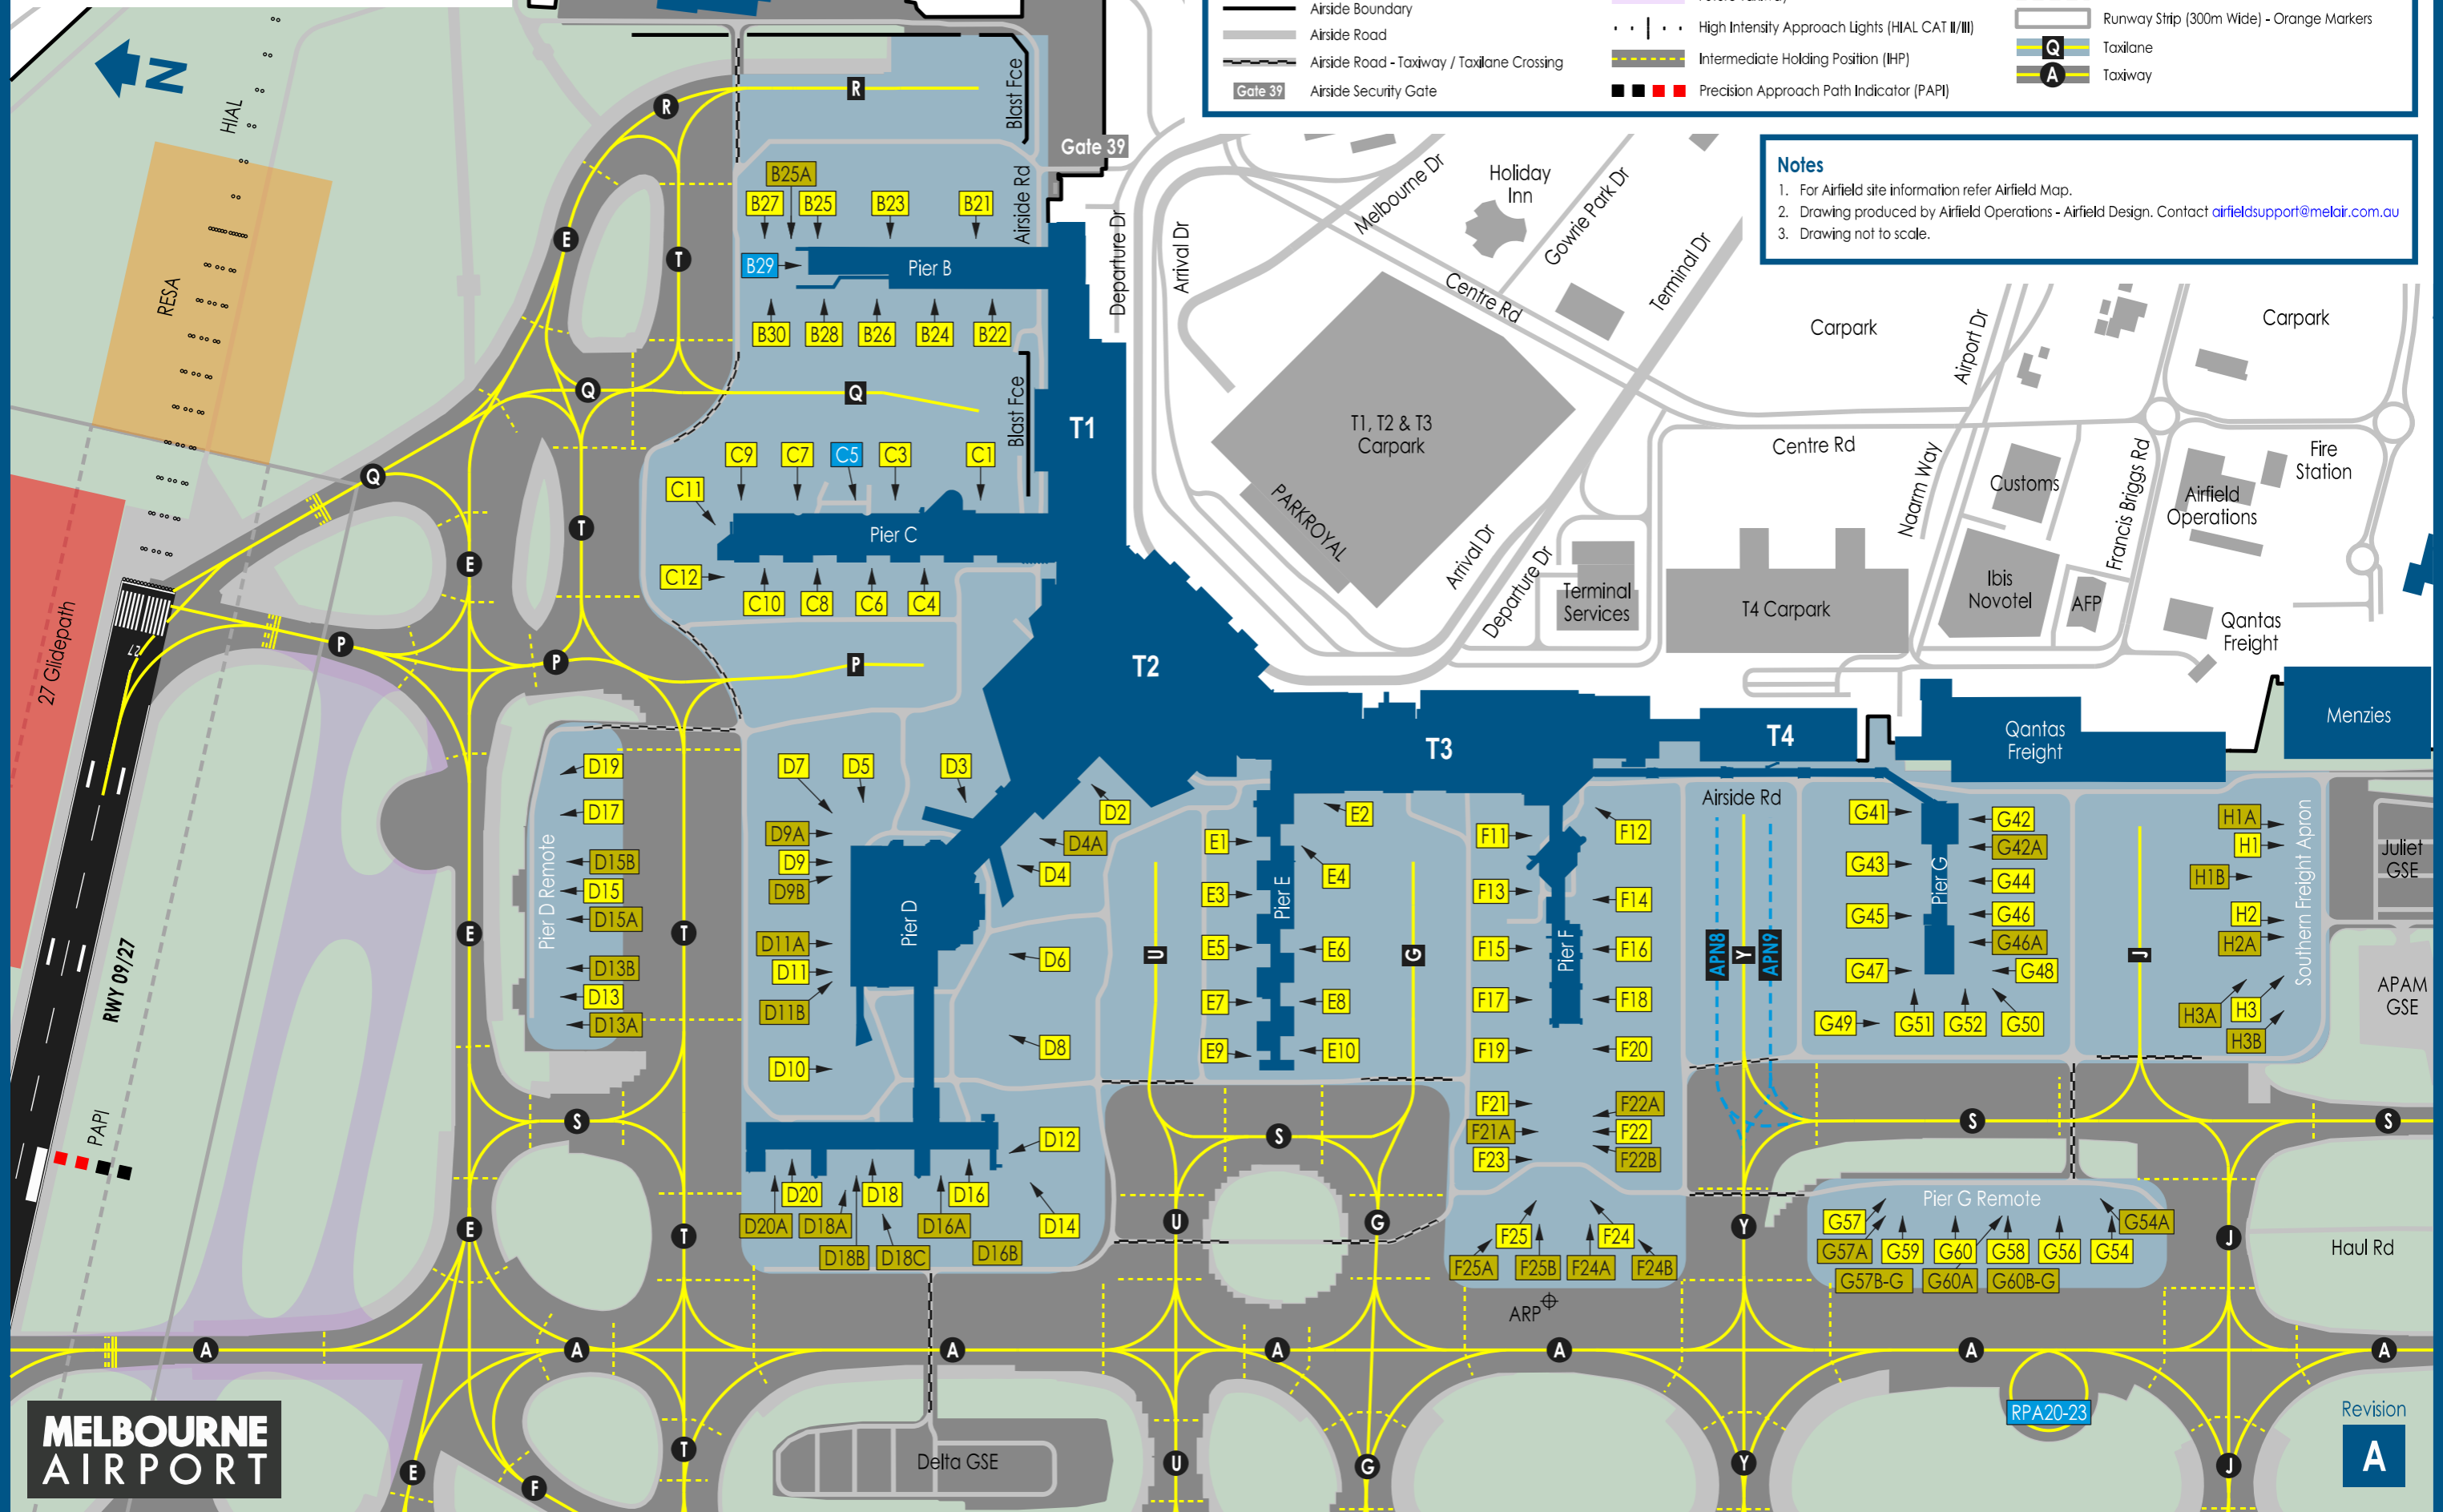 Airside Boundary
Airside Road
Airside Road - Taxiway / Taxilane Crossing
Gate 39 Airside Security Gate
High Intensity Approach Lights (HIAL CAT II/III)
Intermediate Holding Position (IHP)
Precision Approach Path Indicator (PAPI)
Runway Strip (300m Wide) - Orange Markers
Q Taxilane
A Taxiway
Notes
1. For Airfield site information refer Airfield Map.
2. Drawing produced by Airfield Operations - Airfield Design. Contact airfieldsupport@melair.com.au
3. Drawing not to scale.
N
HIAL
RESA
27 Glidepath
27
RWY 09/27
PAPI
R
R
E
T
Q
Q
Q
E
T
P
P
P
Blast Fce
Gate 39
Airside Rd
B25A
B27
B25
B23
B21
B29
Pier B
B30
B28
B26
B24
B22
Blast Fce
T1
C9
C7
C5
C3
C1
C11
Pier C
C12
C10
C8
C6
C4
T2
Departure Dr
Arrival Dr
Melbourne Dr
Holiday
Inn
Gowrie Park Dr
Terminal Dr
Centre Rd
T1, T2 & T3
Carpark
PARKROYAL
Arrival Dr
Departure Dr
Terminal
Services
Carpark
Airport Dr
Carpark
Centre Rd
Naarm Way
Customs
Francis Briggs Rd
Airfield
Operations
Fire
Station
T4 Carpark
Ibis
Novotel
AFP
Qantas
Freight
T3
T4
Qantas
Freight
Menzies
D19
D17
D15B
D15
D15A
D13B
D13
D13A
Pier D Remote
E
T
D7
D5
D3
D9A
D9
D9B
D11A
D11
D11B
D10
Pier D
D2
D4A
D4
D6
D8
D12
D14
D20
D18
D16
D20A
D18A
D16A
D18B
D18C
D16B
U
E1
E3
E5
E7
E9
Pier E
E2
E4
E6
E8
E10
G
F11
F13
F15
F17
F19
F21
F21A
F23
Pier F
F12
F14
F16
F18
F20
F22A
F22
F22B
F25
F24
F25A
F25B
F24A
F24B
ARP
Airside Rd
APN8
Y
APN9
G41
G43
G45
G47
G49
Pier G
G42
G42A
G44
G46
G46A
G48
G51
G52
G50
J
H1A
H1
H1B
H2
H2A
H3A
H3
H3B
Southern Freight Apron
Juliet
GSE
APAM
GSE
S
S
S
S
Pier G Remote
G57
G54A
G57A
G59
G60
G58
G56
G54
G57B-G
G60A
G60B-G
E
T
U
G
Y
J
Haul Rd
A
A
A
A
A
A
A
RPA20-23
Delta GSE
E
F
T
U
G
Y
J
MELBOURNE
AIRPORT
Revision
A